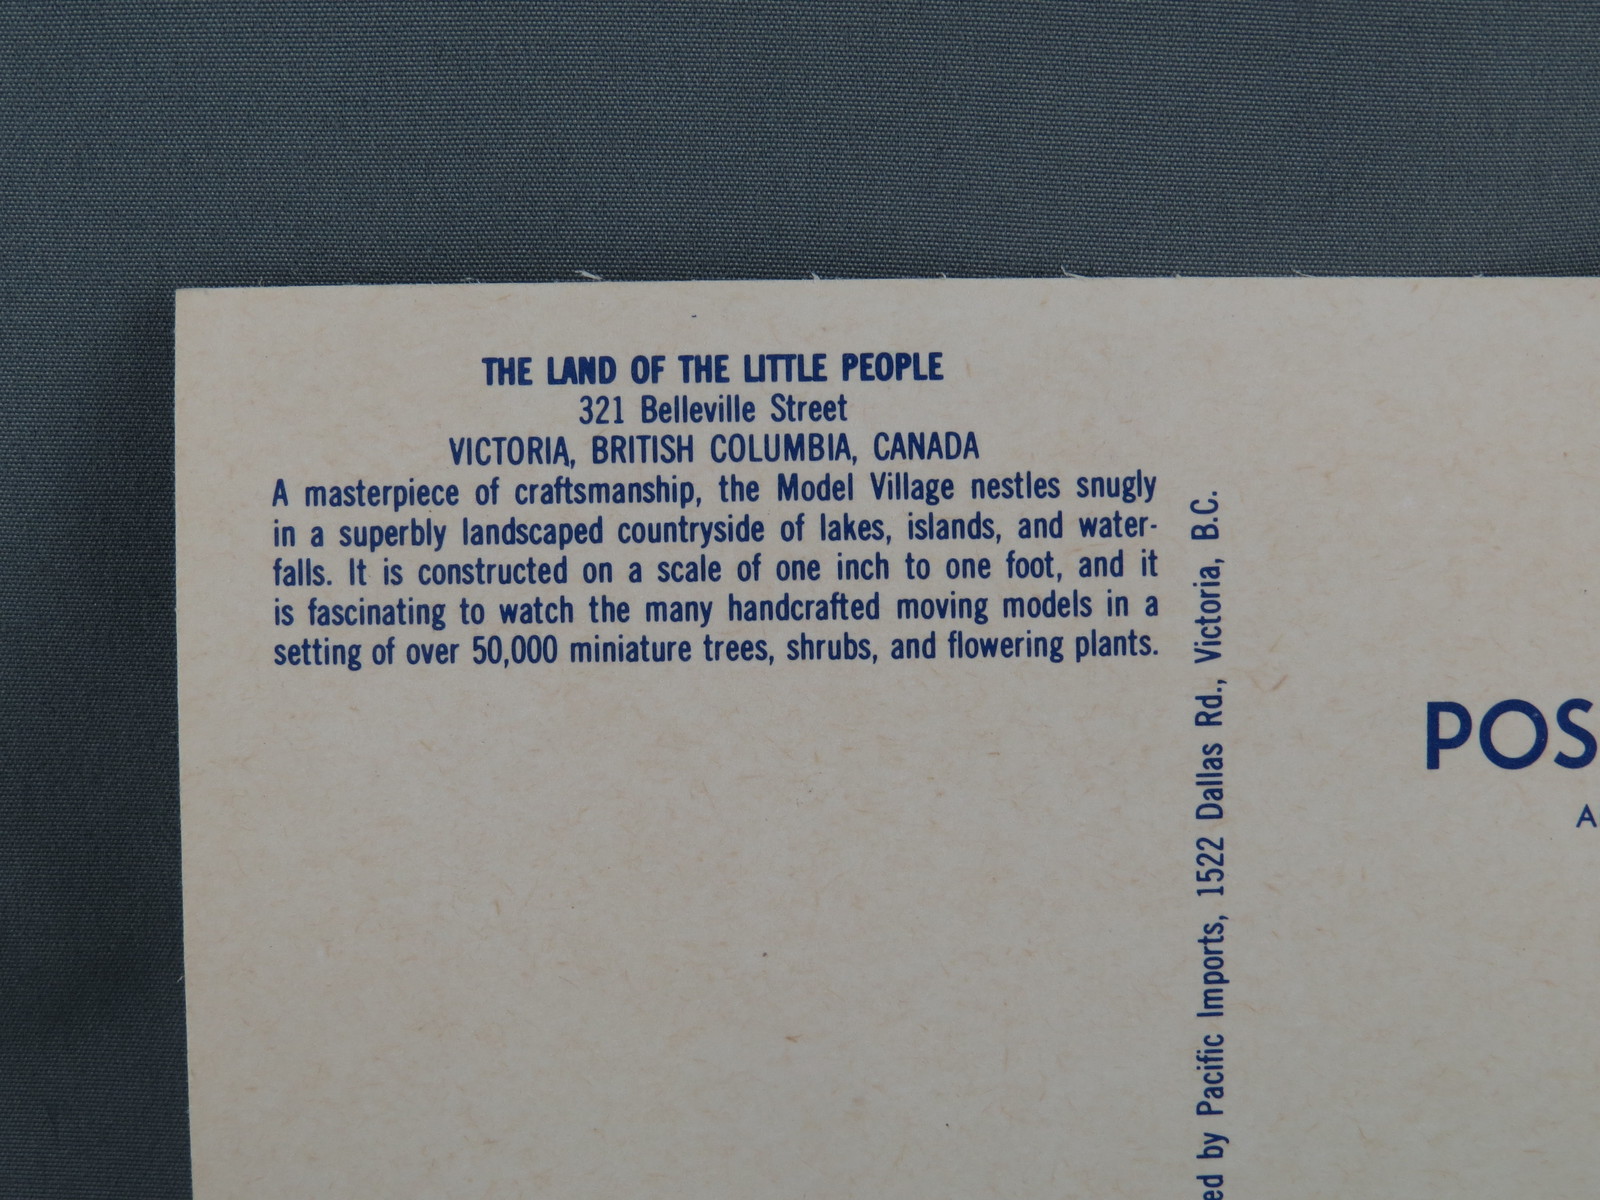 THE LAND OF THE LITTLE PEOPLE
321 Belleville Street
VICTORIA, BRITISH COLUMBIA, CANADA
A masterpiece of craftsmanship, the Model Village nestles snugly
in a superbly landscaped countryside of lakes, islands, and water-
falls. It is constructed on a scale of one inch to one foot, and it
is fascinating to watch the many handcrafted moving models in a
setting of over 50,000 miniature trees, shrubs, and flowering plants.
ed by Pacific Imports, 1522 Dallas Rd., Victoria, B.C.
POS
A